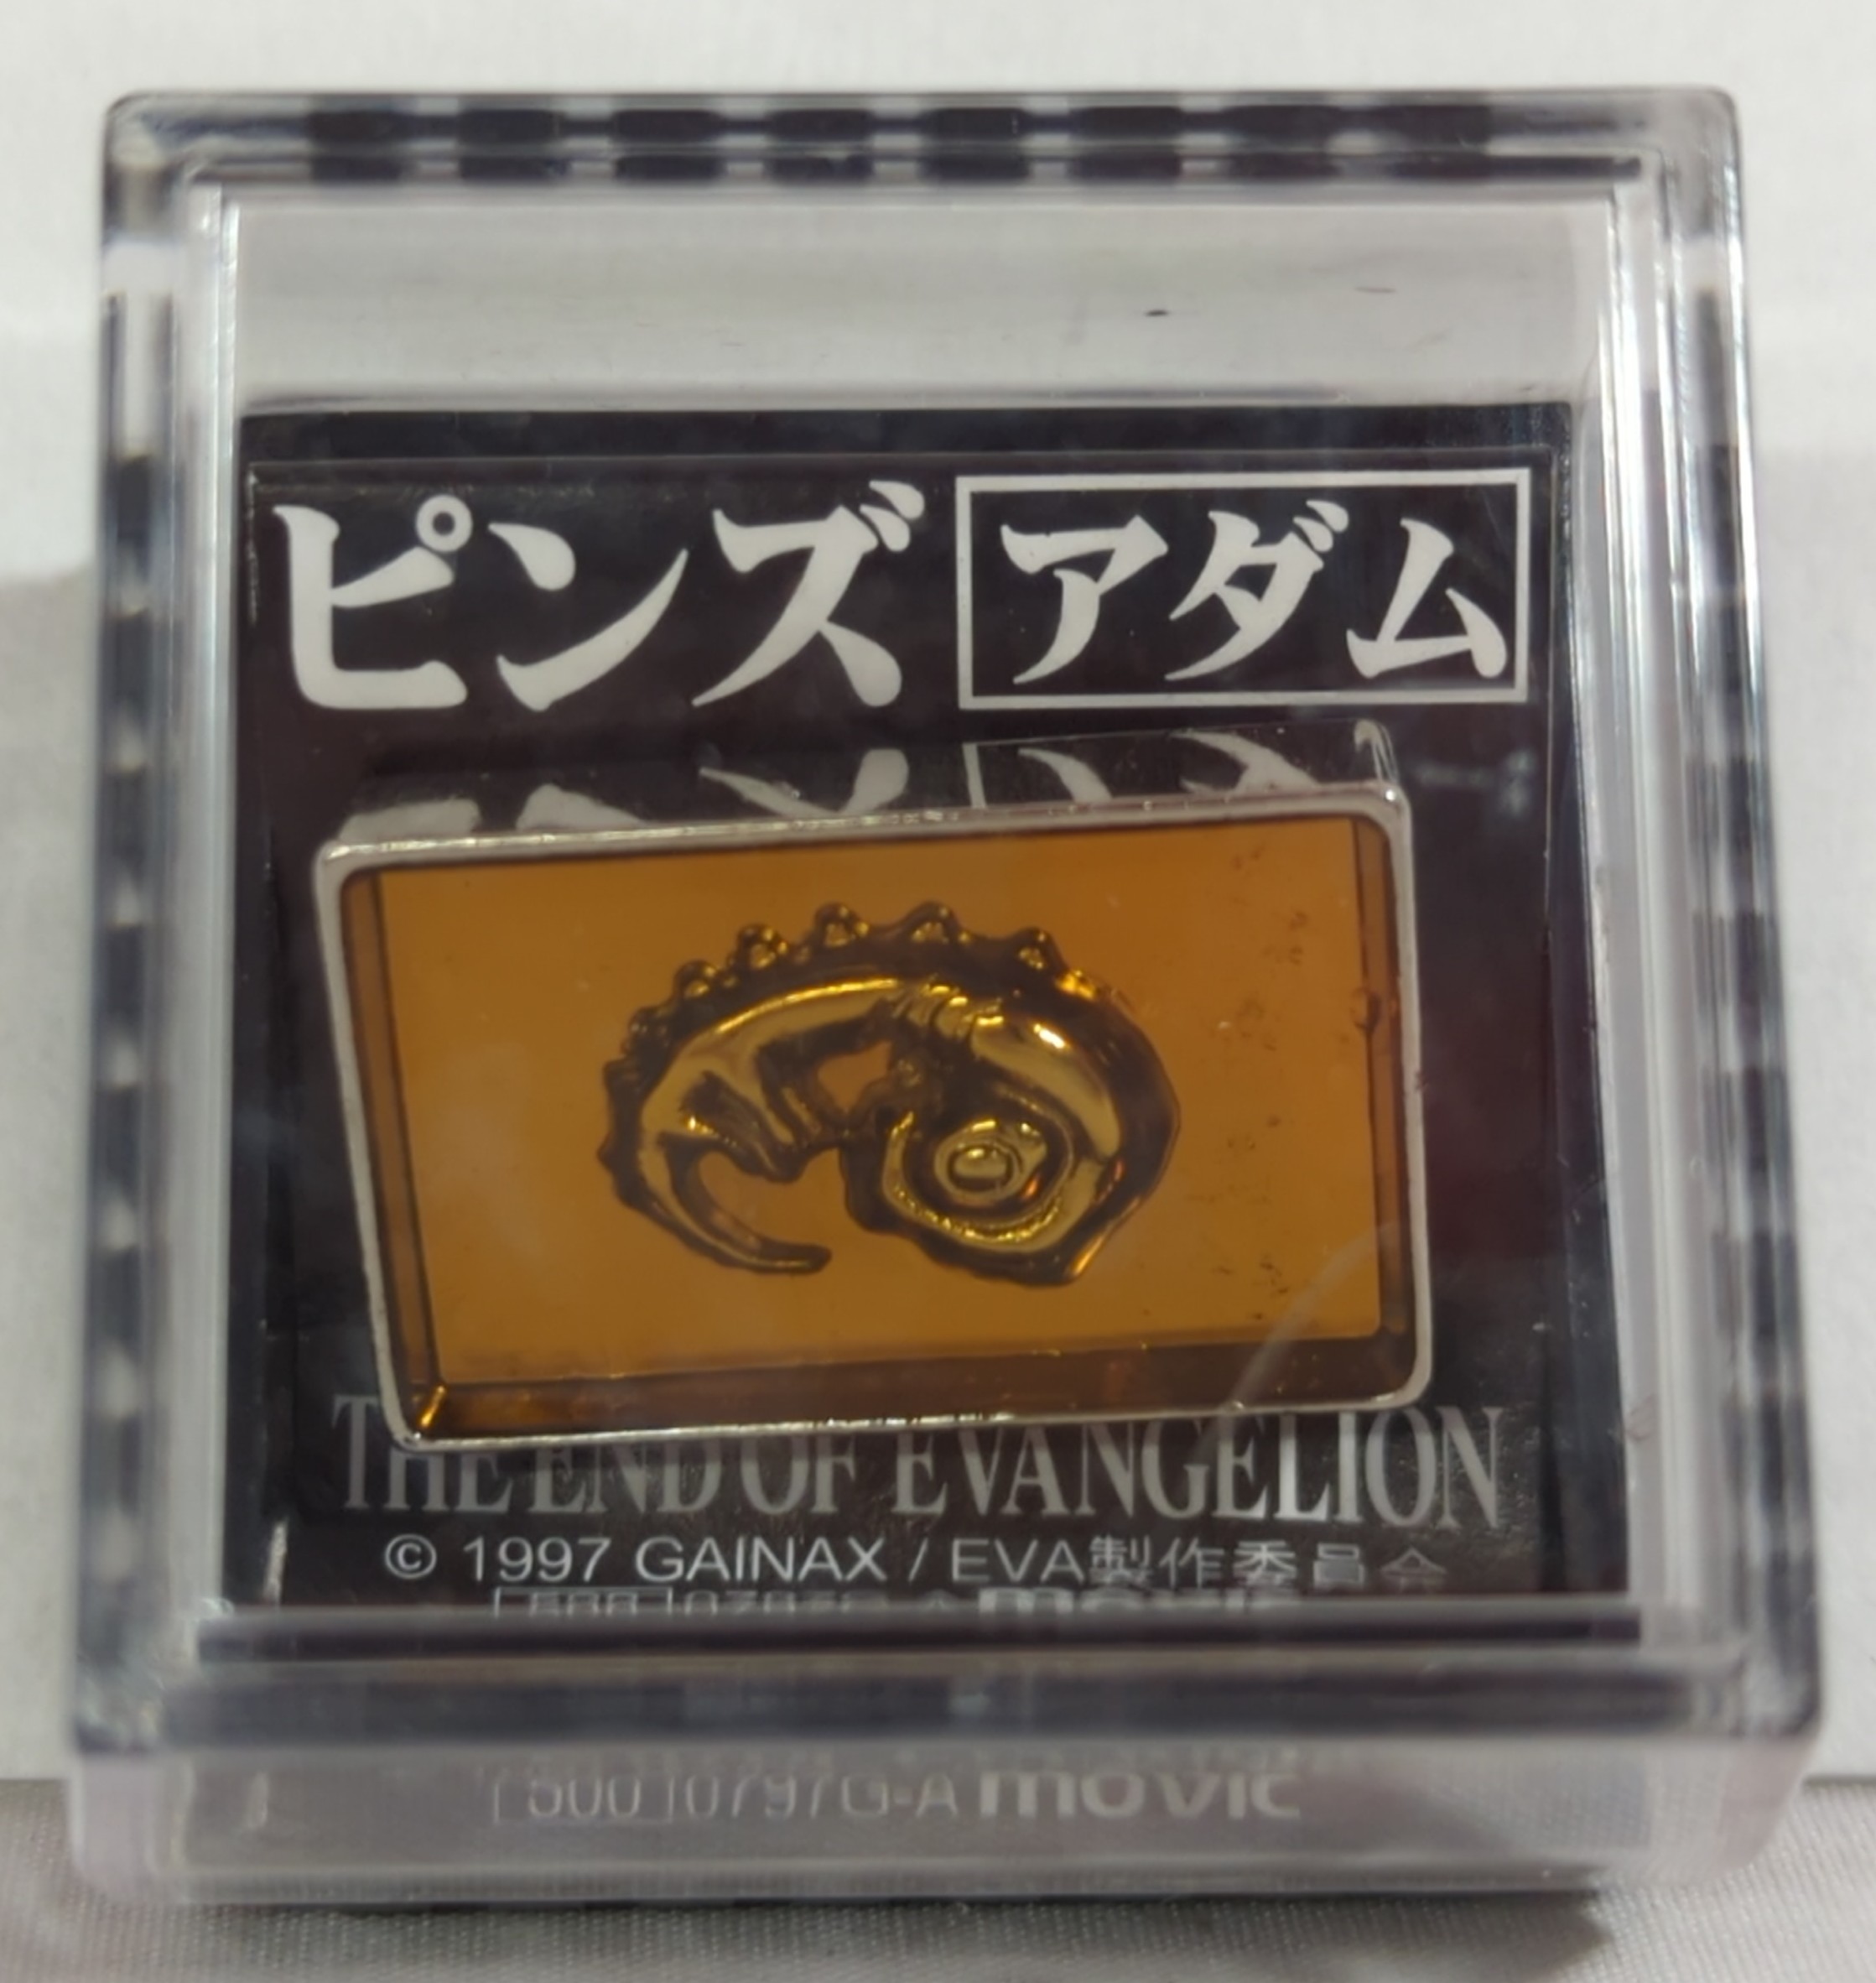 ピンズ アダム
THE END OF EVANGELION
© 1997 GAINAX / EVA製作委員会
500 0797G-A movic